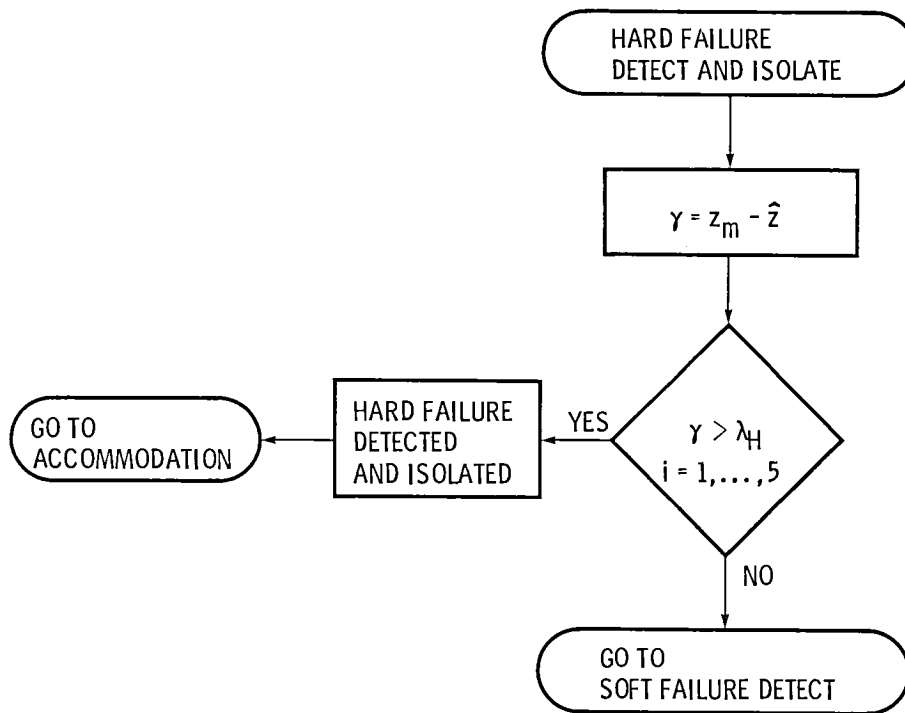 HARD FAILURE
DETECT AND ISOLATE
γ = z_m - ẑ
γ > λ_H
i = 1,...,5
YES
HARD FAILURE
DETECTED
AND ISOLATED
GO TO
ACCOMMODATION
NO
GO TO
SOFT FAILURE DETECT